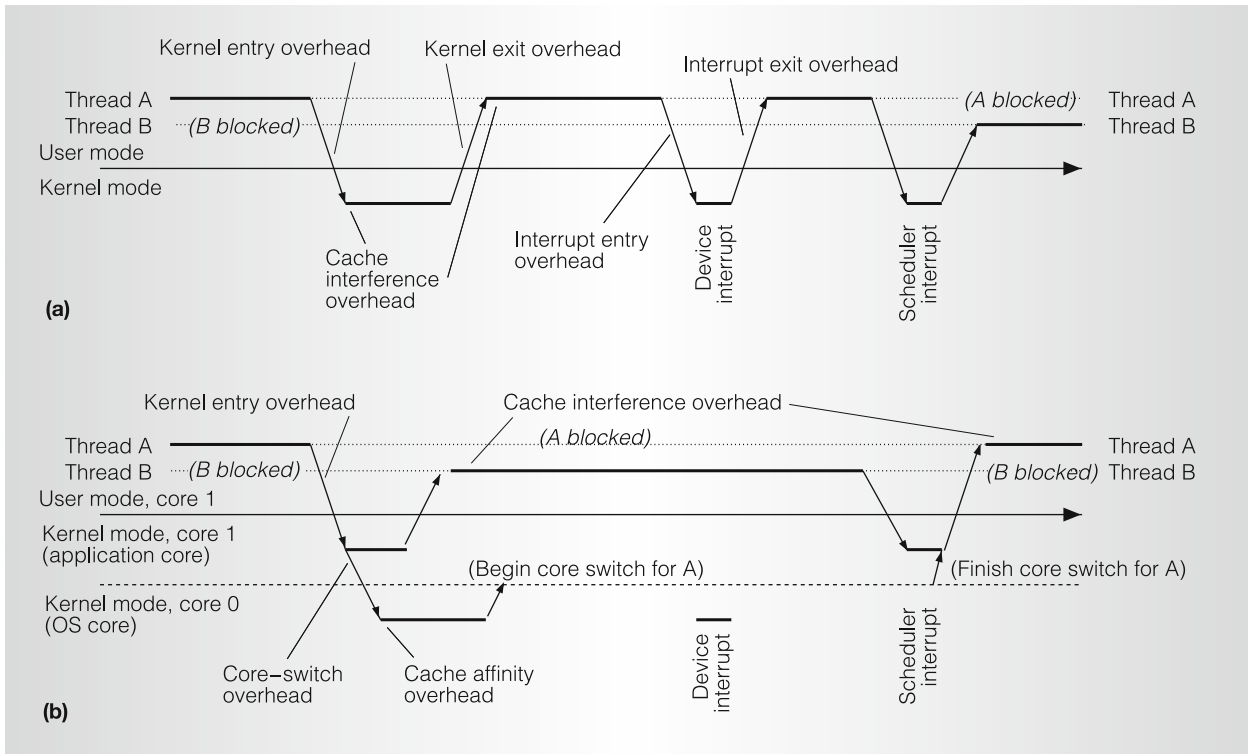 Kernel entry overhead
Kernel exit overhead
Interrupt exit overhead
Thread A
(A blocked)
Thread A
Thread B
(B blocked)
Thread B
User mode
Kernel mode
Cache
interference
overhead
Interrupt entry
overhead
Device
interrupt
Scheduler
interrupt
(a)
Kernel entry overhead
Cache interference overhead
Thread A
(A blocked)
Thread A
Thread B
(B blocked)
(B blocked)
Thread B
User mode, core 1
Kernel mode, core 1
(application core)
(Begin core switch for A)
(Finish core switch for A)
Kernel mode, core 0
(OS core)
Core–switch
overhead
Cache affinity
overhead
Device
interrupt
Scheduler
interrupt
(b)